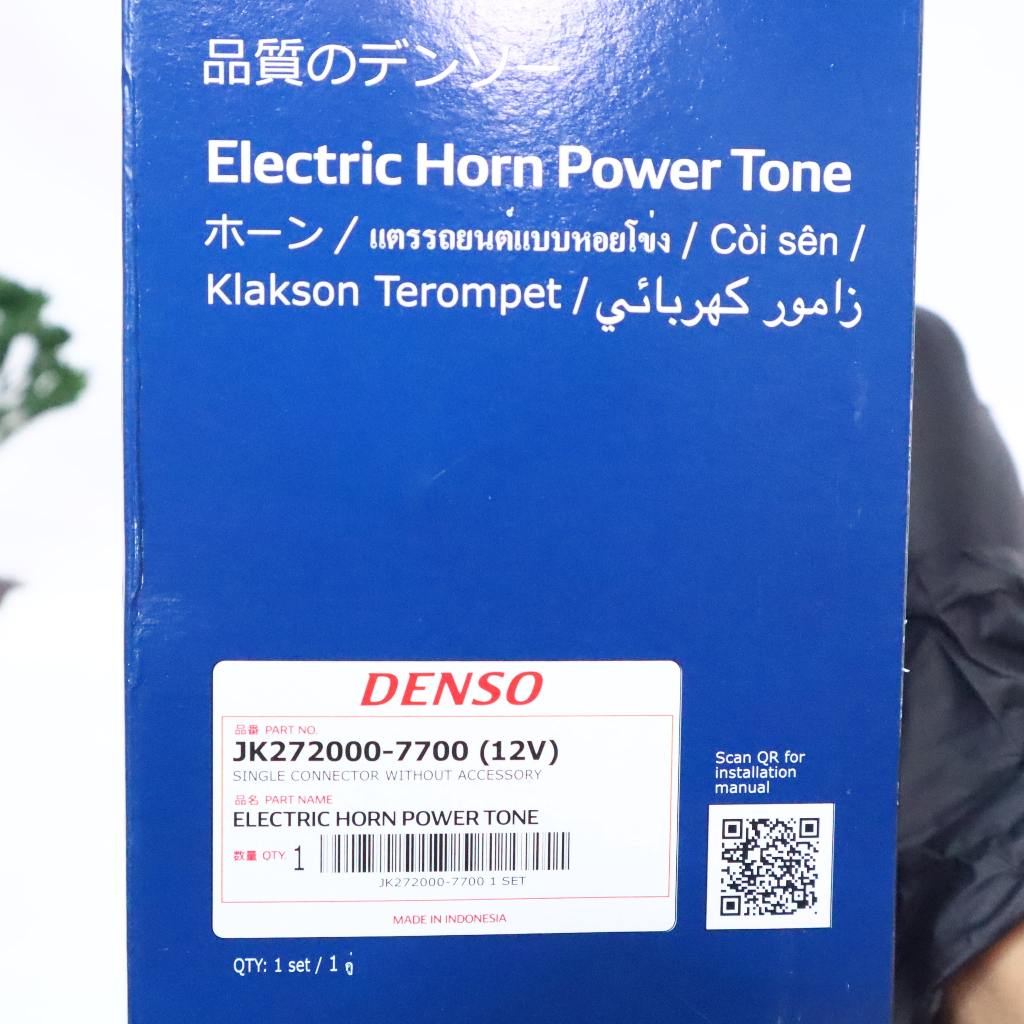 品質のデンソー
Electric Horn Power Tone
ホーン / แตรรถยนต์แบบหอยโข่ง / Còi sên /
Klakson Terompet / زامور كهربائي
DENSO
品番 PART NO.
JK272000-7700 (12V)
SINGLE CONNECTOR WITHOUT ACCESSORY
品名 PART NAME
ELECTRIC HORN POWER TONE
数量 QTY. 1
JK272000-7700 1 SET
MADE IN INDONESIA
Scan QR for
installation
manual
QTY: 1 set / 1 คู่